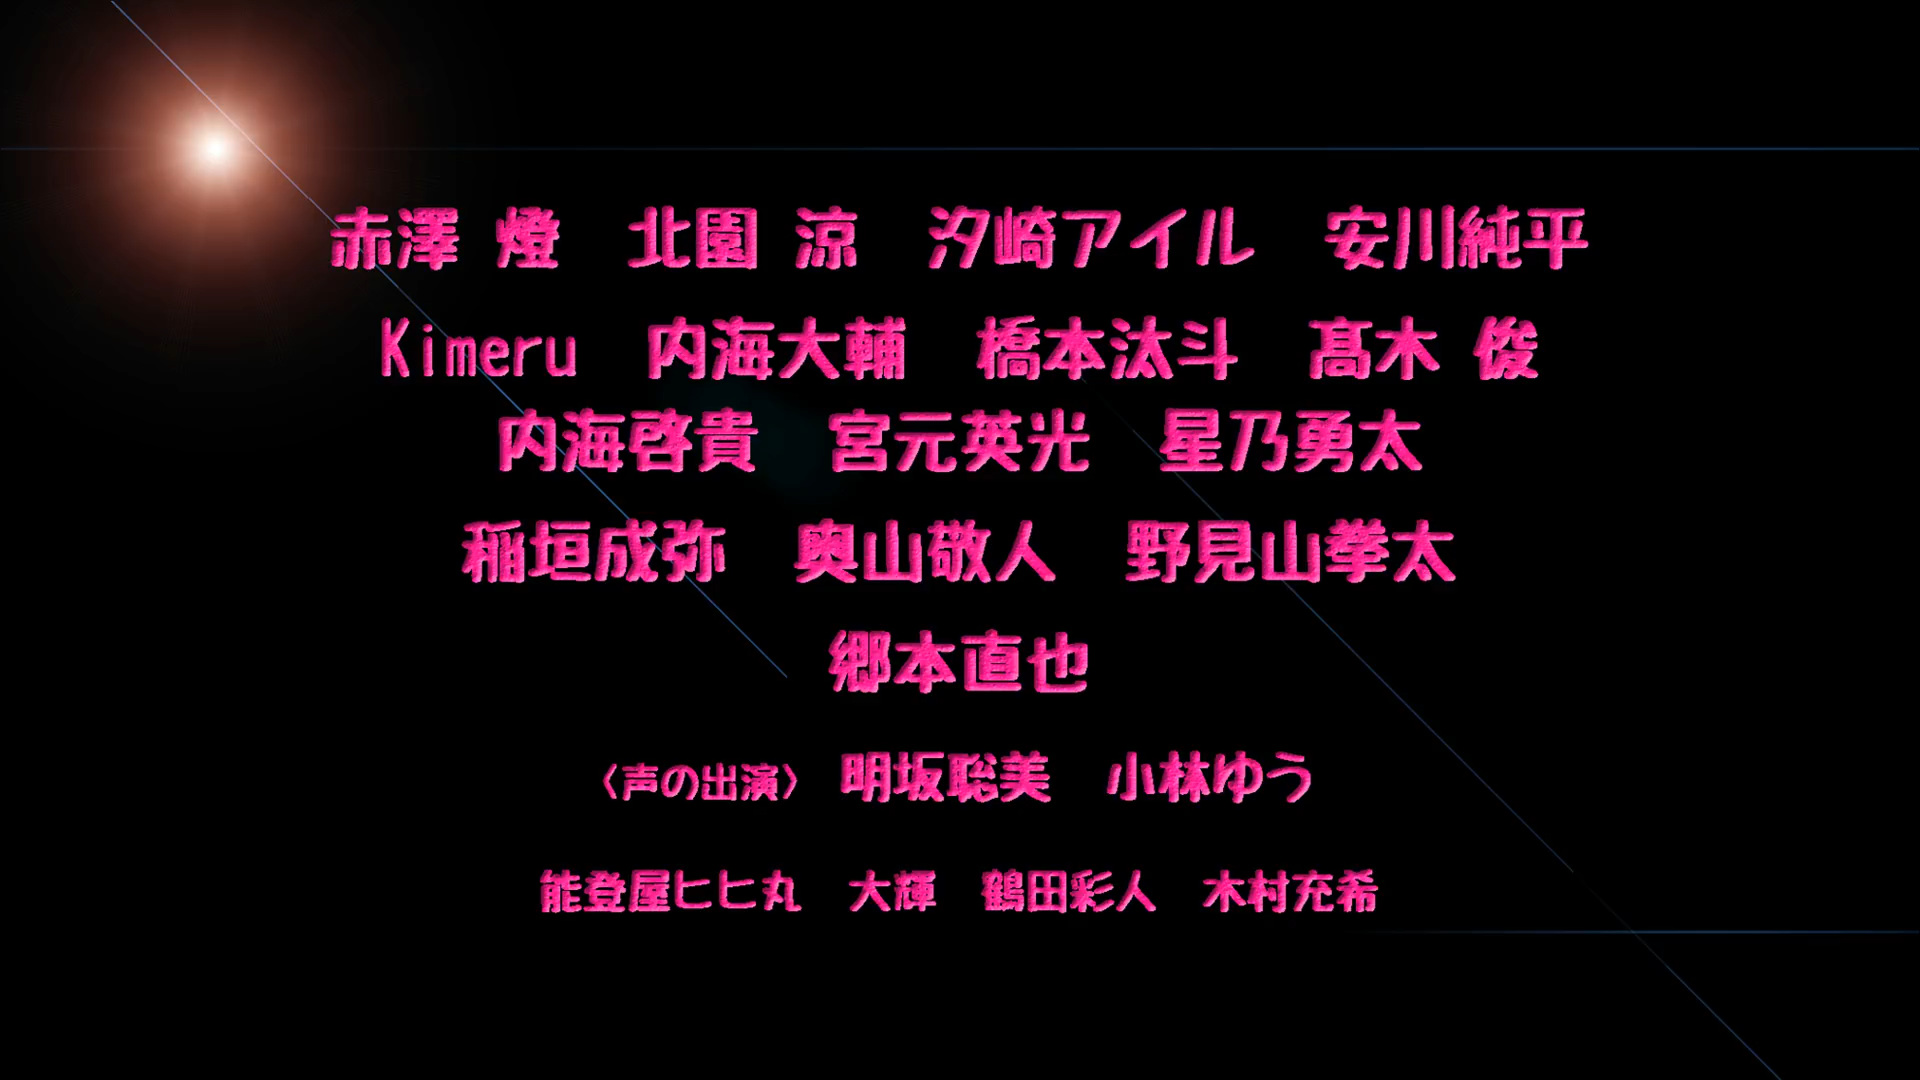 赤澤 燈　北園 涼　汐崎アイル　安川純平
Kimeru　内海大輔　橋本汰斗　髙木 俊
内海啓貴　宮元英光　星乃勇太
稲垣成弥　奥山敬人　野見山拳太
郷本直也
〈声の出演〉 明坂聡美　小林ゆう
能登屋ヒヒ丸　大輝　鶴田彩人　木村充希